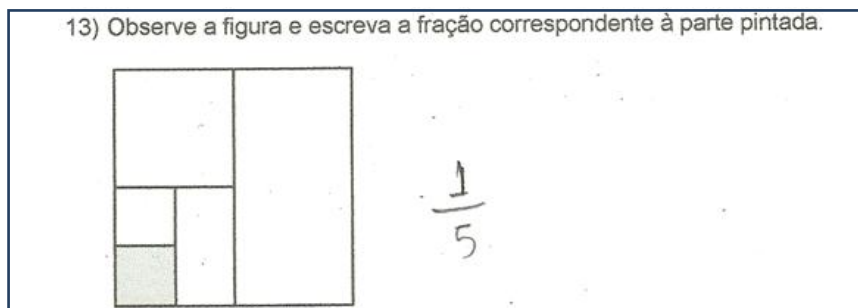 13) Observe a figura e escreva a fração correspondente à parte pintada.
1
5